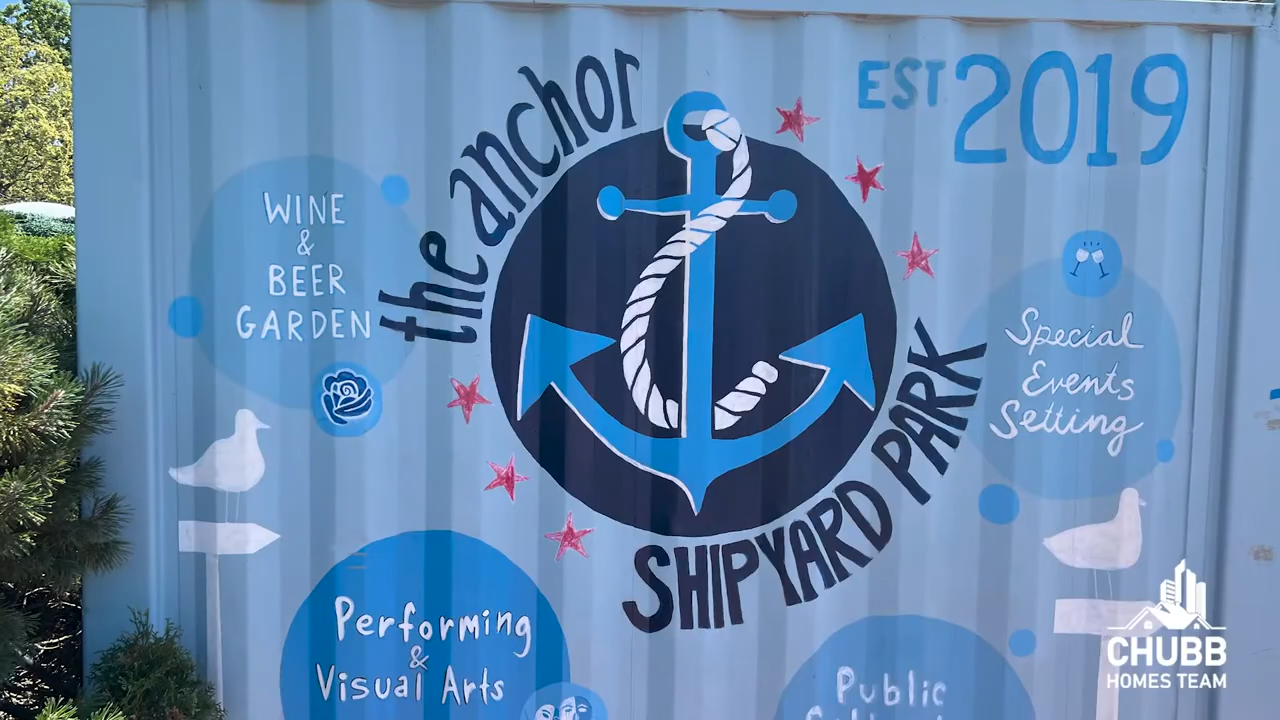 the anchor
EST 2019
WINE
&
BEER
GARDEN
Special
Events
Setting
SHIPYARD PARK
Performing
&
Visual Arts
Public
CHUBB
HOMES TEAM